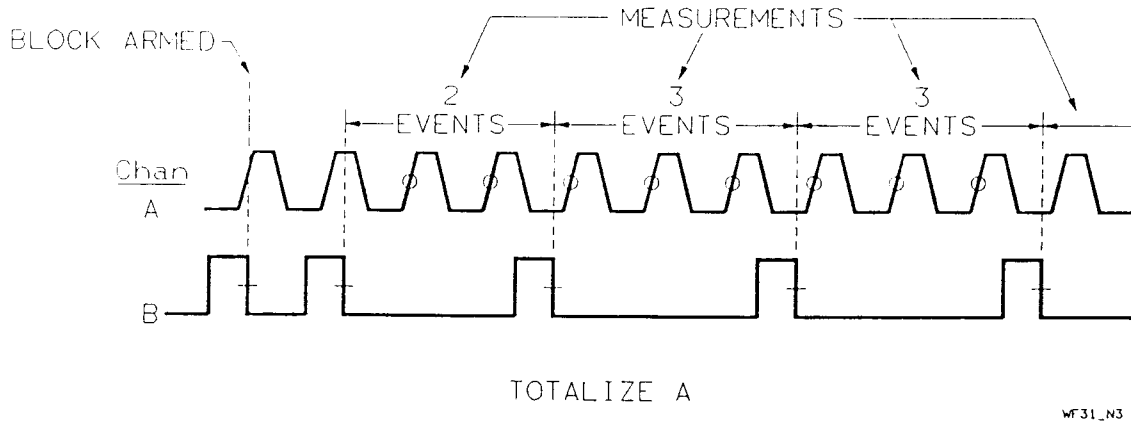 MEASUREMENTS
BLOCK ARMED
2 3 3
EVENTS EVENTS EVENTS
Chan
A
B
TOTALIZE A
WF31_N3